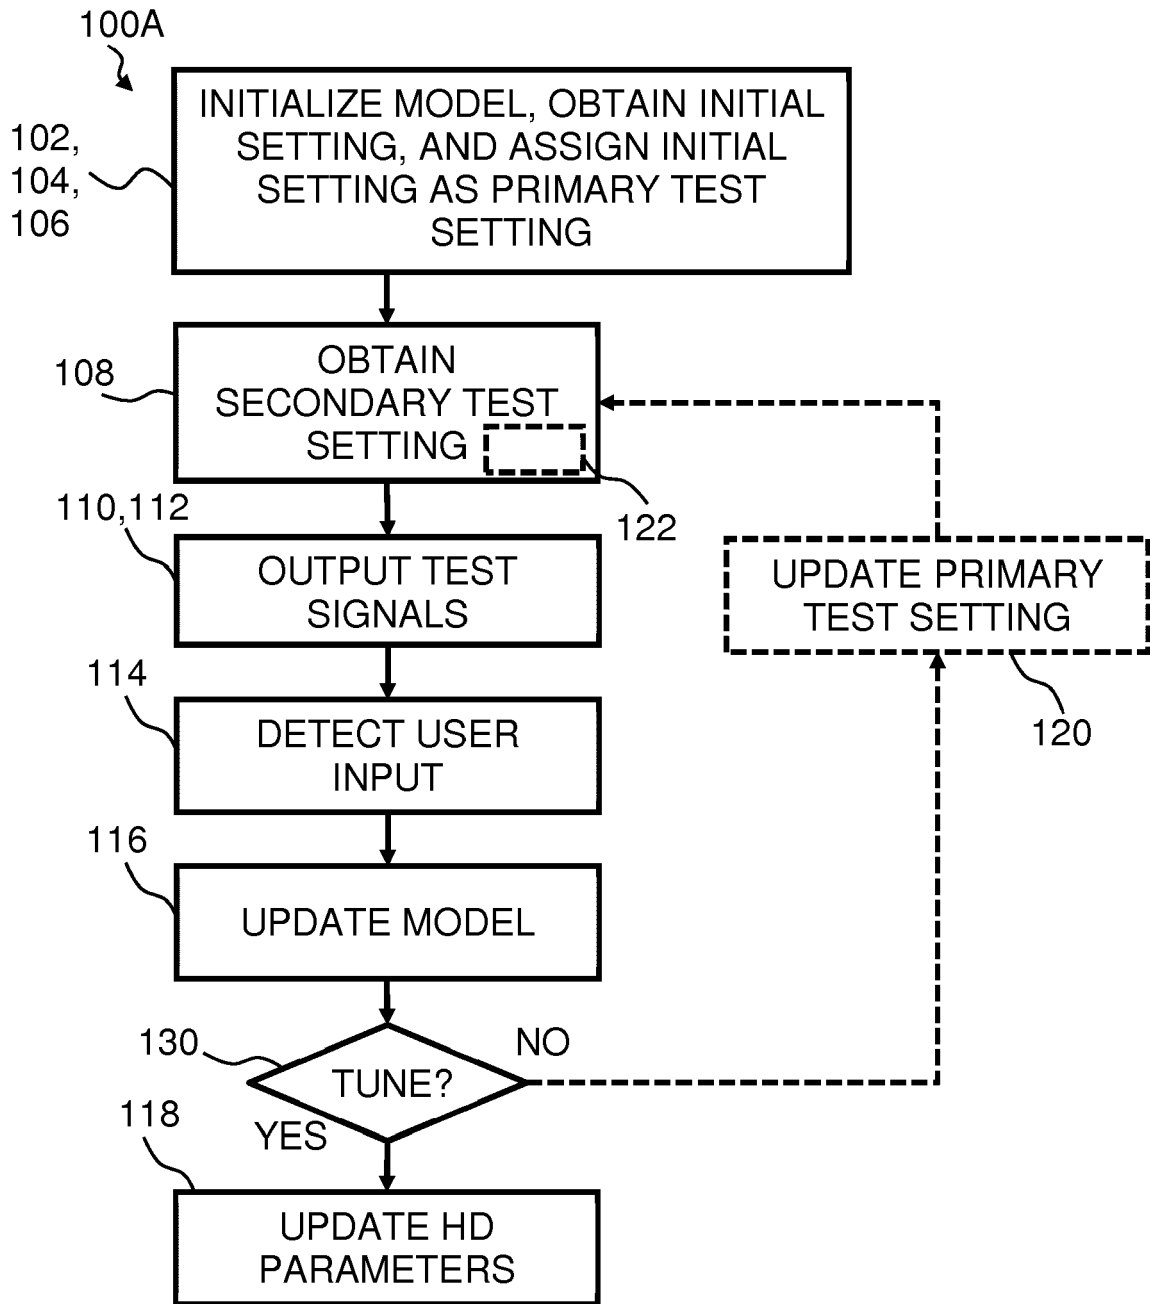 100A
102,
104,
106
INITIALIZE MODEL, OBTAIN INITIAL
SETTING, AND ASSIGN INITIAL
SETTING AS PRIMARY TEST
SETTING
108
OBTAIN
SECONDARY TEST
SETTING
122
110,112
OUTPUT TEST
SIGNALS
UPDATE PRIMARY
TEST SETTING
120
114
DETECT USER
INPUT
116
UPDATE MODEL
130
TUNE?
NO
YES
118
UPDATE HD
PARAMETERS